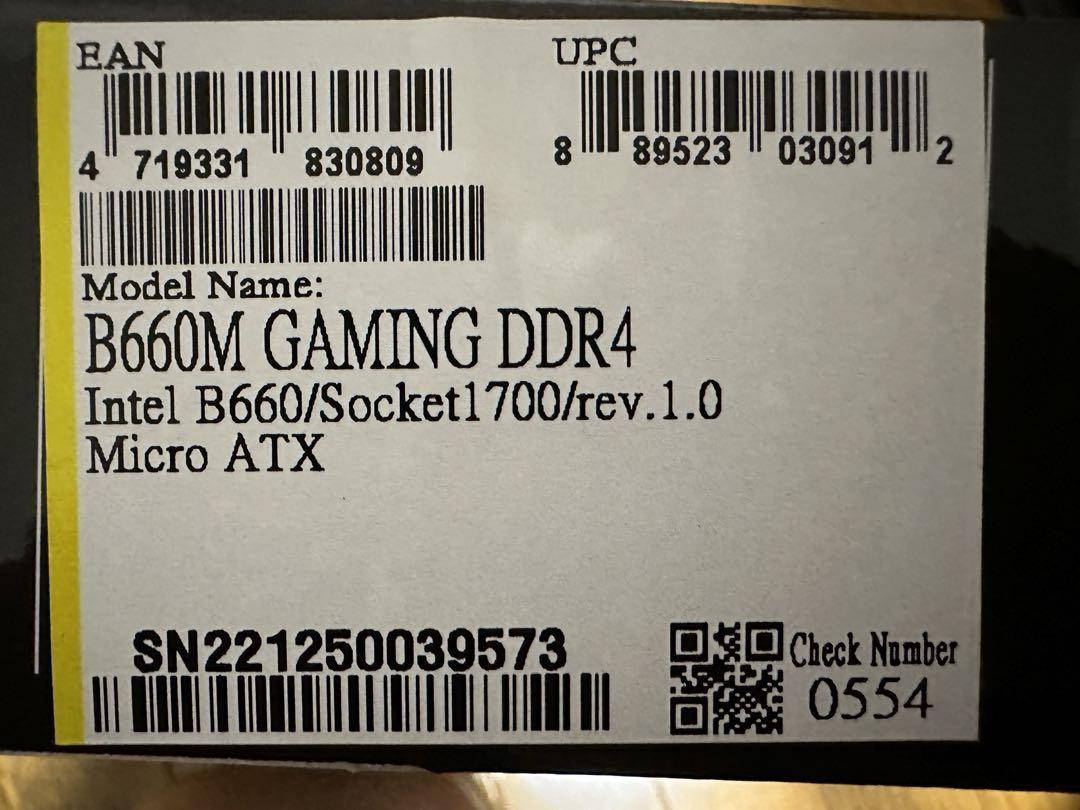 EAN
UPC
4 719331 830809
8 89523 03091 2
Model Name:
B660M GAMING DDR4
Intel B660/Socket1700/rev.1.0
Micro ATX
SN221250039573
Check Number
0554